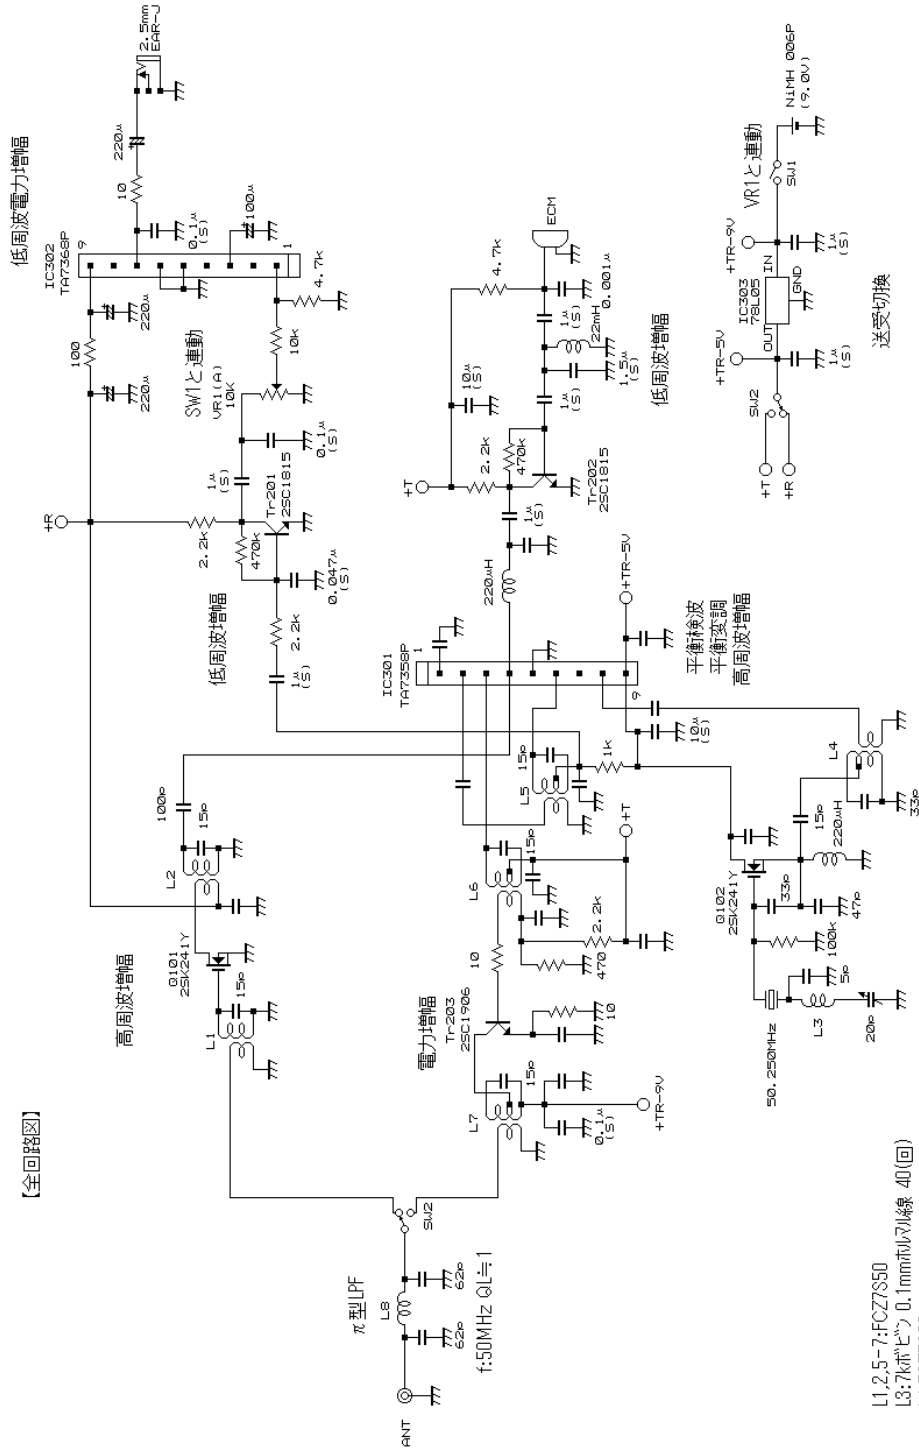 【全回路図】
ANT
62p
L8
62p
π型LPF
f:50MHz QL≒1
SW2
高周波増幅
L1
15p
Q101
2SK241Y
L2
15p
100p
電力増幅
L7
15p
0.1μ
(S)
+TR-9V
Tr203
2SC1906
10
10
470
2.2k
L6
15p
+T
L5
15p
1k
10μ
(S)
IC301
TA7358P
1
9
平衡検波
平衡変調
高周波増幅
+TR-5V
220μH
1μ
(S)
50.250MHz
L3
20p
5p
100k
Q102
2SK241Y
33p
47p
220μH
15p
L4
33p
低周波増幅
1μ
(S)
2.2k
0.047μ
(S)
470k
2.2k
Tr201
2SC1815
+R
1μ
(S)
0.1μ
(S)
SW1と連動
VR1(A)
10K
10k
4.7k
220μ
100
220μ
低周波電力増幅
IC302
TA7368P
9
1
0.1μ
(S)
100μ
10
220μ
2.5mm
EAR-J
+T
2.2k
470k
Tr202
2SC1815
10μ
(S)
1μ
(S)
1.5μ
(S)
22mH
1μ
(S)
4.7k
0.001μ
ECM
低周波増幅
+T
+R
SW2
+TR-5V
1μ
(S)
OUT
IC303
78L05
GND
IN
+TR-9V
1μ
(S)
VR1と連動
SW1
NiMH 006P
(9.0V)
送受切換
L1,2,5-7:FCZ7S50
L3:7kボビン 0.1mmホルマル線 40(回)